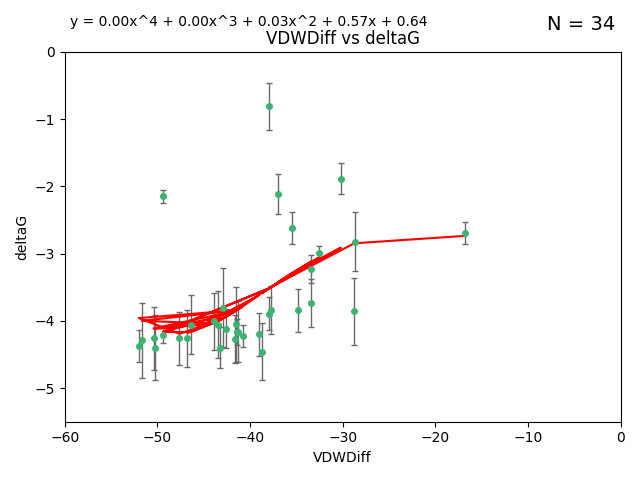 y = 0.00x^4 + 0.00x^3 + 0.03x^2 + 0.57x + 0.64
N = 34
VDWDiff vs deltaG
0
−1
−2
−3
−4
−5
deltaG
−60 −50 −40 −30 −20 −10 0
VDWDiff